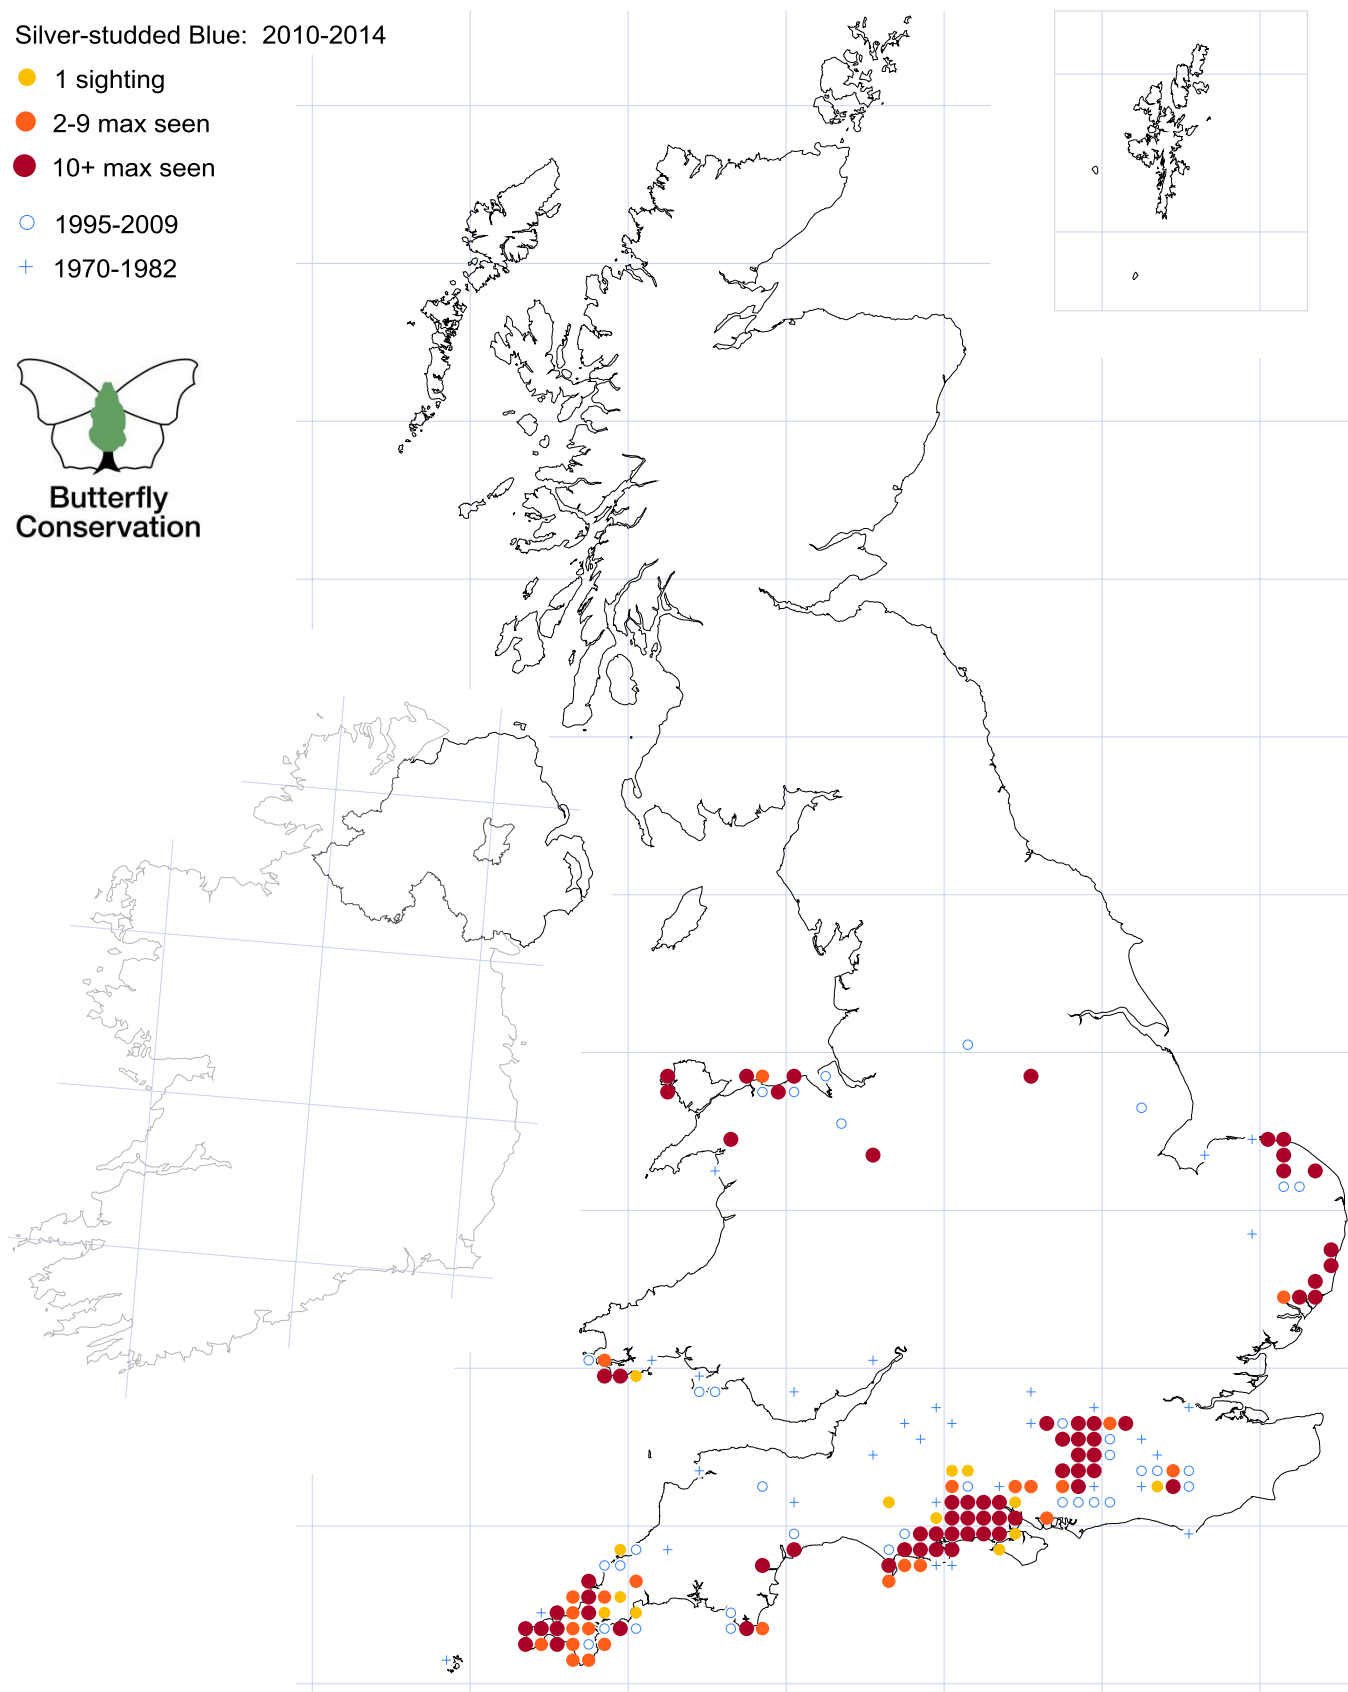 Silver-studded Blue: 2010-2014
1 sighting
2-9 max seen
10+ max seen
1995-2009
1970-1982
Butterfly
Conservation